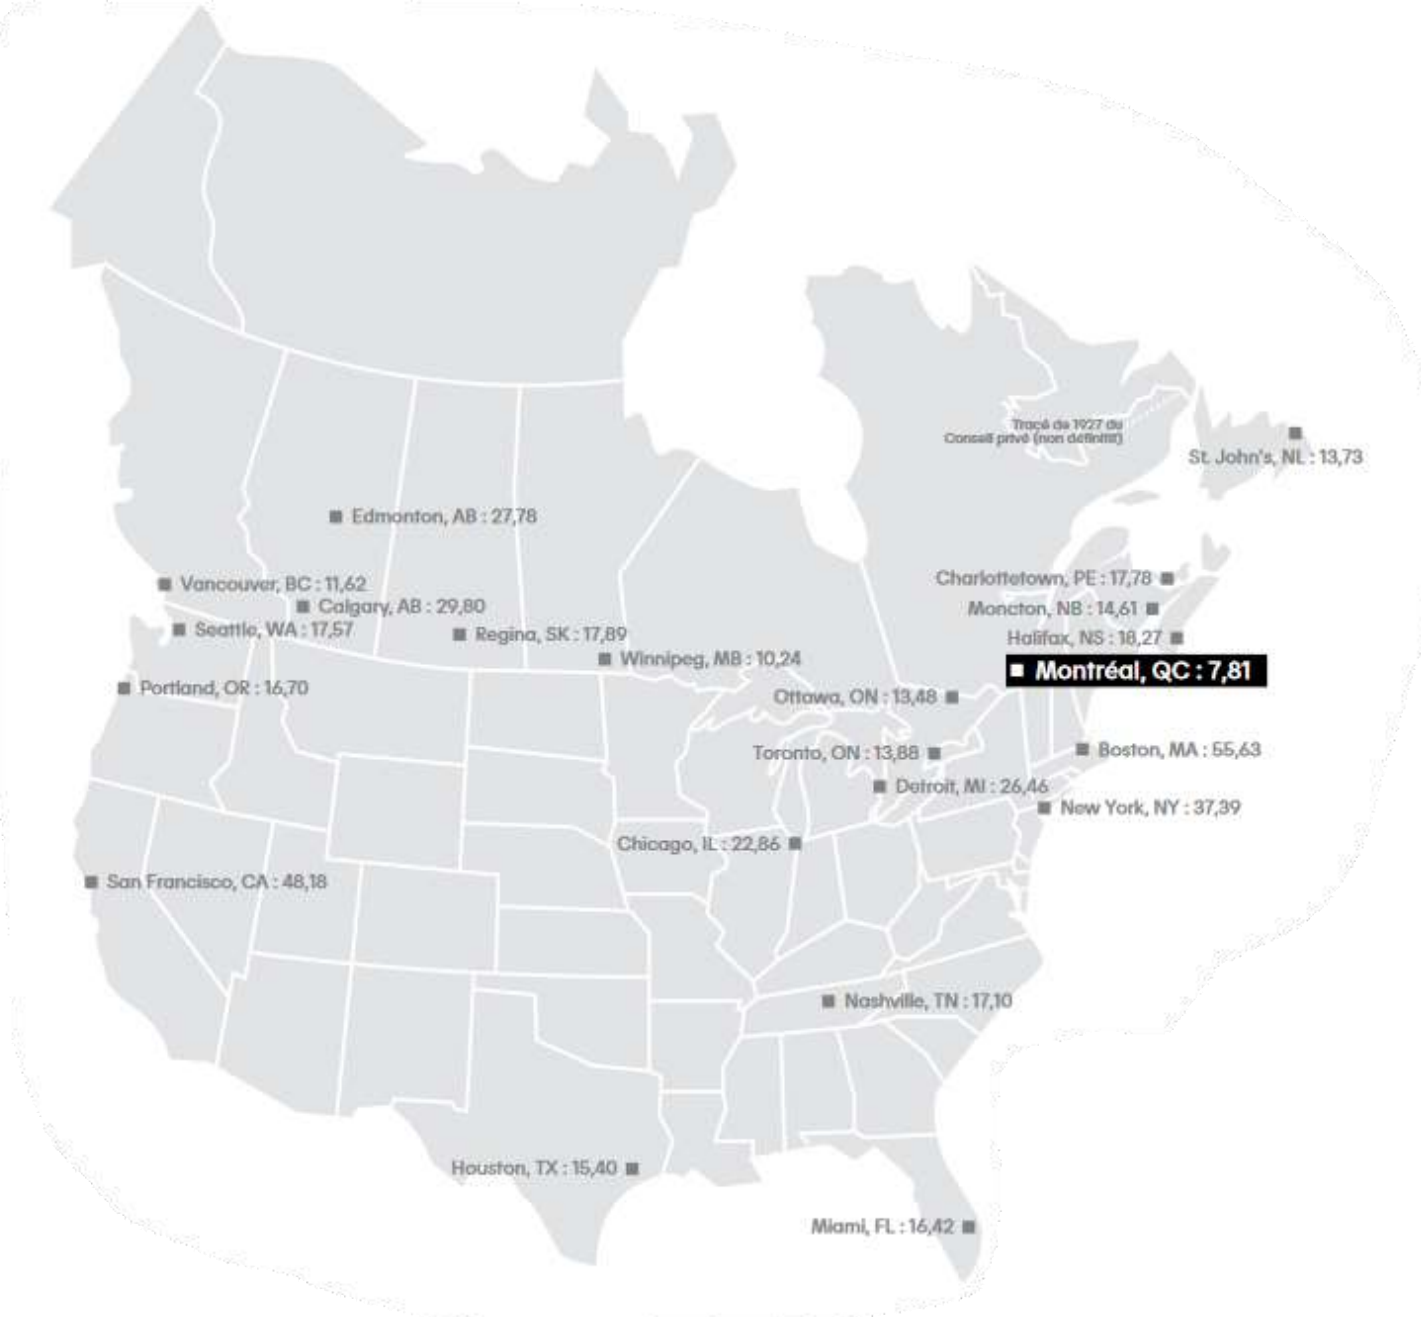 Tracé de 1927 du
Conseil privé (non définitif)
St. John's, NL : 13,73
Edmonton, AB : 27,78
Vancouver, BC : 11,62
Charlottetown, PE : 17,78
Calgary, AB : 29,80
Moncton, NB : 14,61
Seattle, WA : 17,57
Regina, SK : 17,89
Halifax, NS : 18,27
Winnipeg, MB : 10,24
Montréal, QC : 7,81
Portland, OR : 16,70
Ottawa, ON : 13,48
Toronto, ON : 13,88
Boston, MA : 55,63
Detroit, MI : 26,46
New York, NY : 37,39
Chicago, IL : 22,86
San Francisco, CA : 48,18
Nashville, TN : 17,10
Houston, TX : 15,40
Miami, FL : 16,42